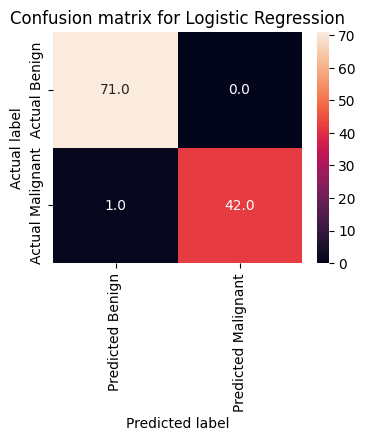 Confusion matrix for Logistic Regression
Actual label
Actual Benign
Actual Malignant
71.0
0.0
1.0
42.0
70
60
50
40
30
20
10
0
Predicted Benign
Predicted Malignant
Predicted label